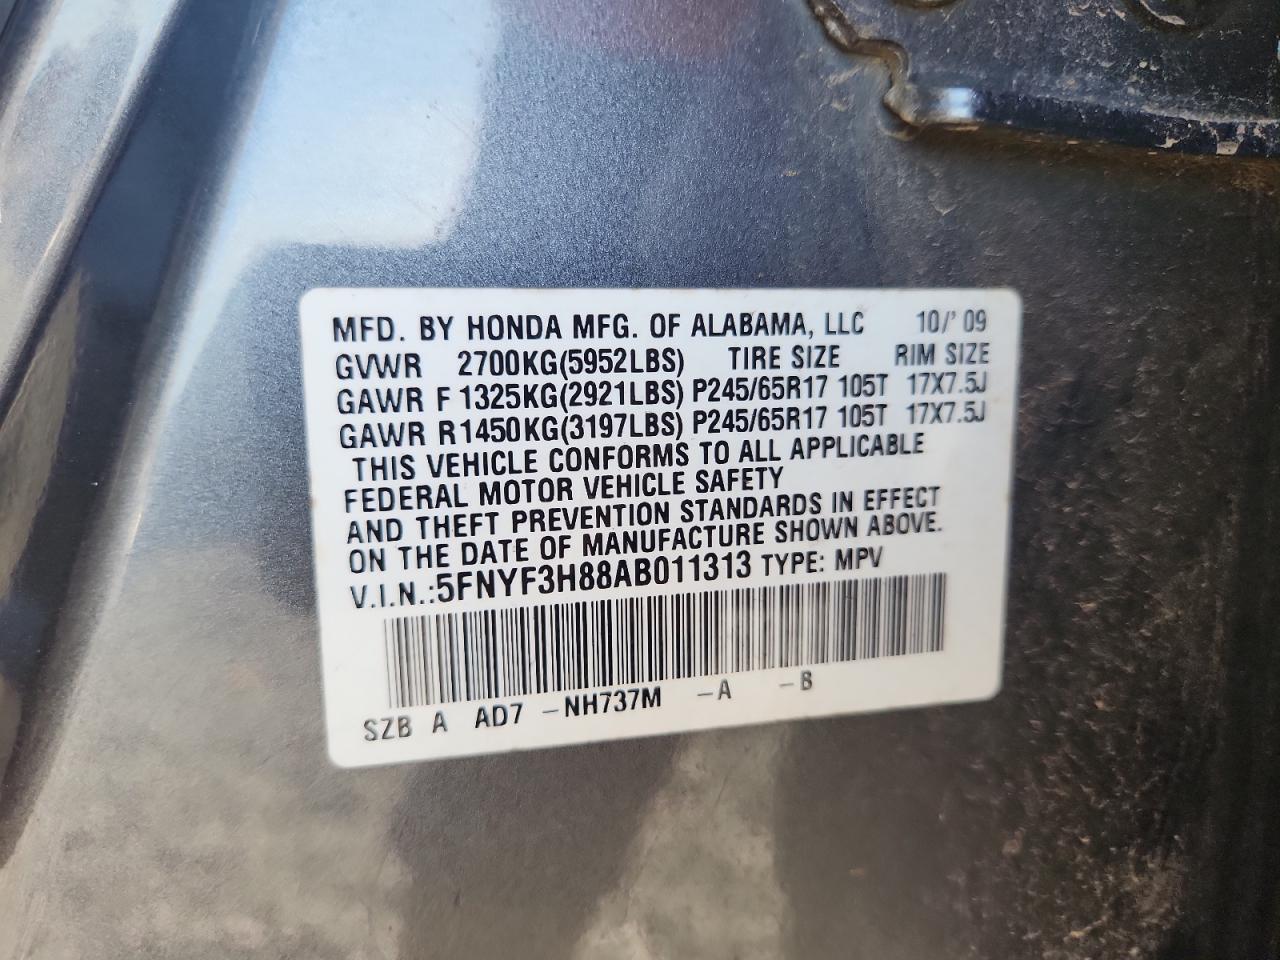 MFD. BY HONDA MFG. OF ALABAMA, LLC 10/' 09
GVWR 2700KG(5952LBS) TIRE SIZE RIM SIZE
GAWR F 1325KG(2921LBS) P245/65R17 105T 17X7.5J
GAWR R1450KG(3197LBS) P245/65R17 105T 17X7.5J
THIS VEHICLE CONFORMS TO ALL APPLICABLE
FEDERAL MOTOR VEHICLE SAFETY
AND THEFT PREVENTION STANDARDS IN EFFECT
ON THE DATE OF MANUFACTURE SHOWN ABOVE.
V.I.N.:5FNYF3H88AB011313 TYPE: MPV
SZB A AD7 -NH737M -A -B